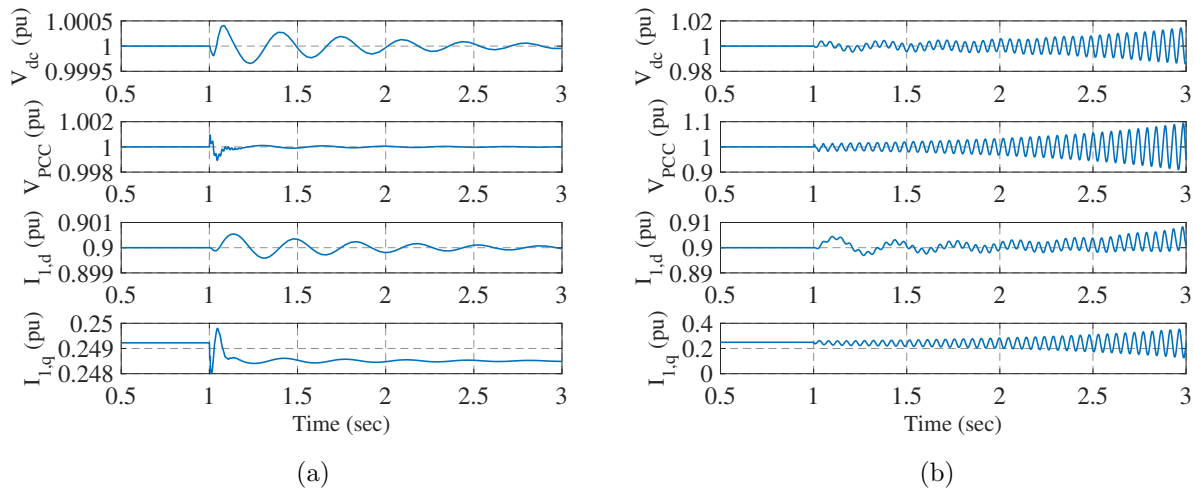 V_dc (pu)
1.0005
1
0.9995
0.5 1 1.5 2 2.5 3
V_PCC (pu)
1.002
1
0.998
0.5 1 1.5 2 2.5 3
I_1,d (pu)
0.901
0.9
0.899
0.5 1 1.5 2 2.5 3
I_1,q (pu)
0.25
0.249
0.248
0.5 1 1.5 2 2.5 3
Time (sec)
(a)
V_dc (pu)
1.02
1
0.98
0.5 1 1.5 2 2.5 3
V_PCC (pu)
1.1
1
0.9
0.5 1 1.5 2 2.5 3
I_1,d (pu)
0.91
0.9
0.89
0.5 1 1.5 2 2.5 3
I_1,q (pu)
0.4
0.2
0
0.5 1 1.5 2 2.5 3
Time (sec)
(b)